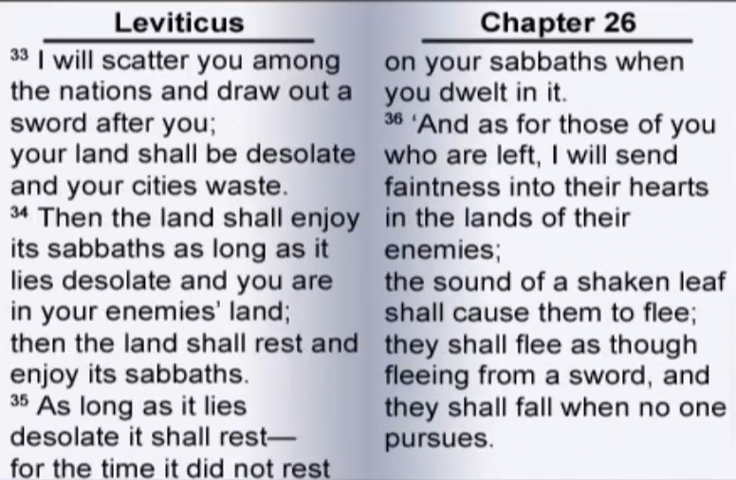 Leviticus
³³ I will scatter you among
the nations and draw out a
sword after you;
your land shall be desolate
and your cities waste.
³⁴ Then the land shall enjoy
its sabbaths as long as it
lies desolate and you are
in your enemies' land;
then the land shall rest and
enjoy its sabbaths.
³⁵ As long as it lies
desolate it shall rest—
for the time it did not rest
Chapter 26
on your sabbaths when
you dwelt in it.
³⁶ ‘And as for those of you
who are left, I will send
faintness into their hearts
in the lands of their
enemies;
the sound of a shaken leaf
shall cause them to flee;
they shall flee as though
fleeing from a sword, and
they shall fall when no one
pursues.